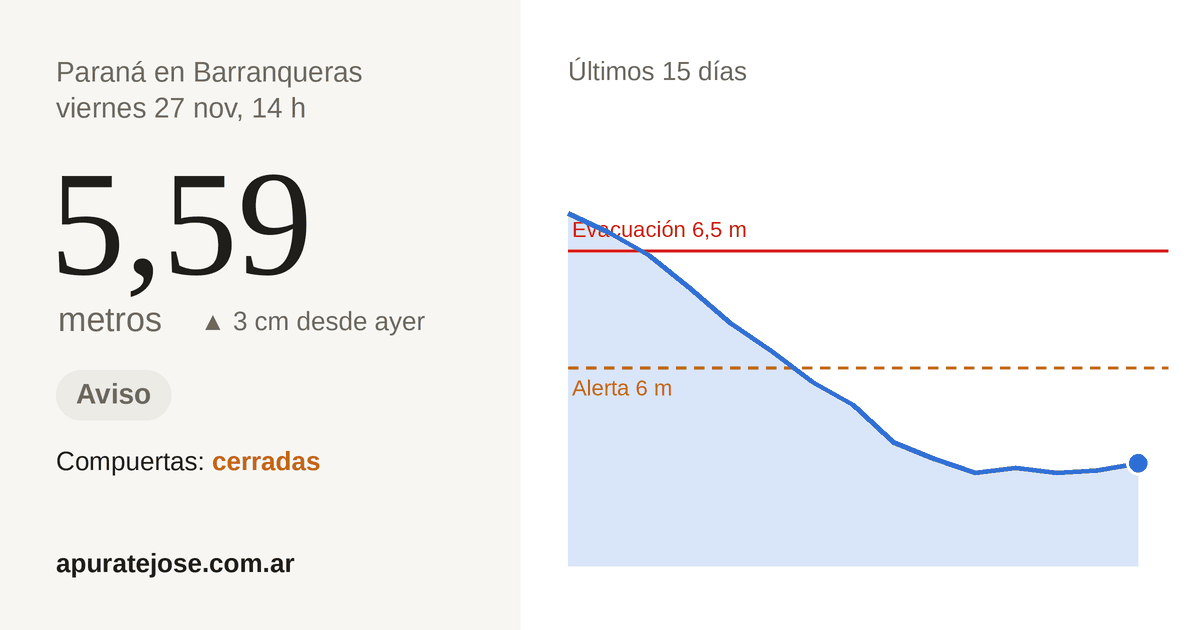 Paraná en Barranqueras
viernes 27 nov, 14 h
5,59
metros ▲ 3 cm desde ayer
Aviso
Compuertas: cerradas
apuratejose.com.ar
Últimos 15 días
Evacuación 6,5 m
Alerta 6 m